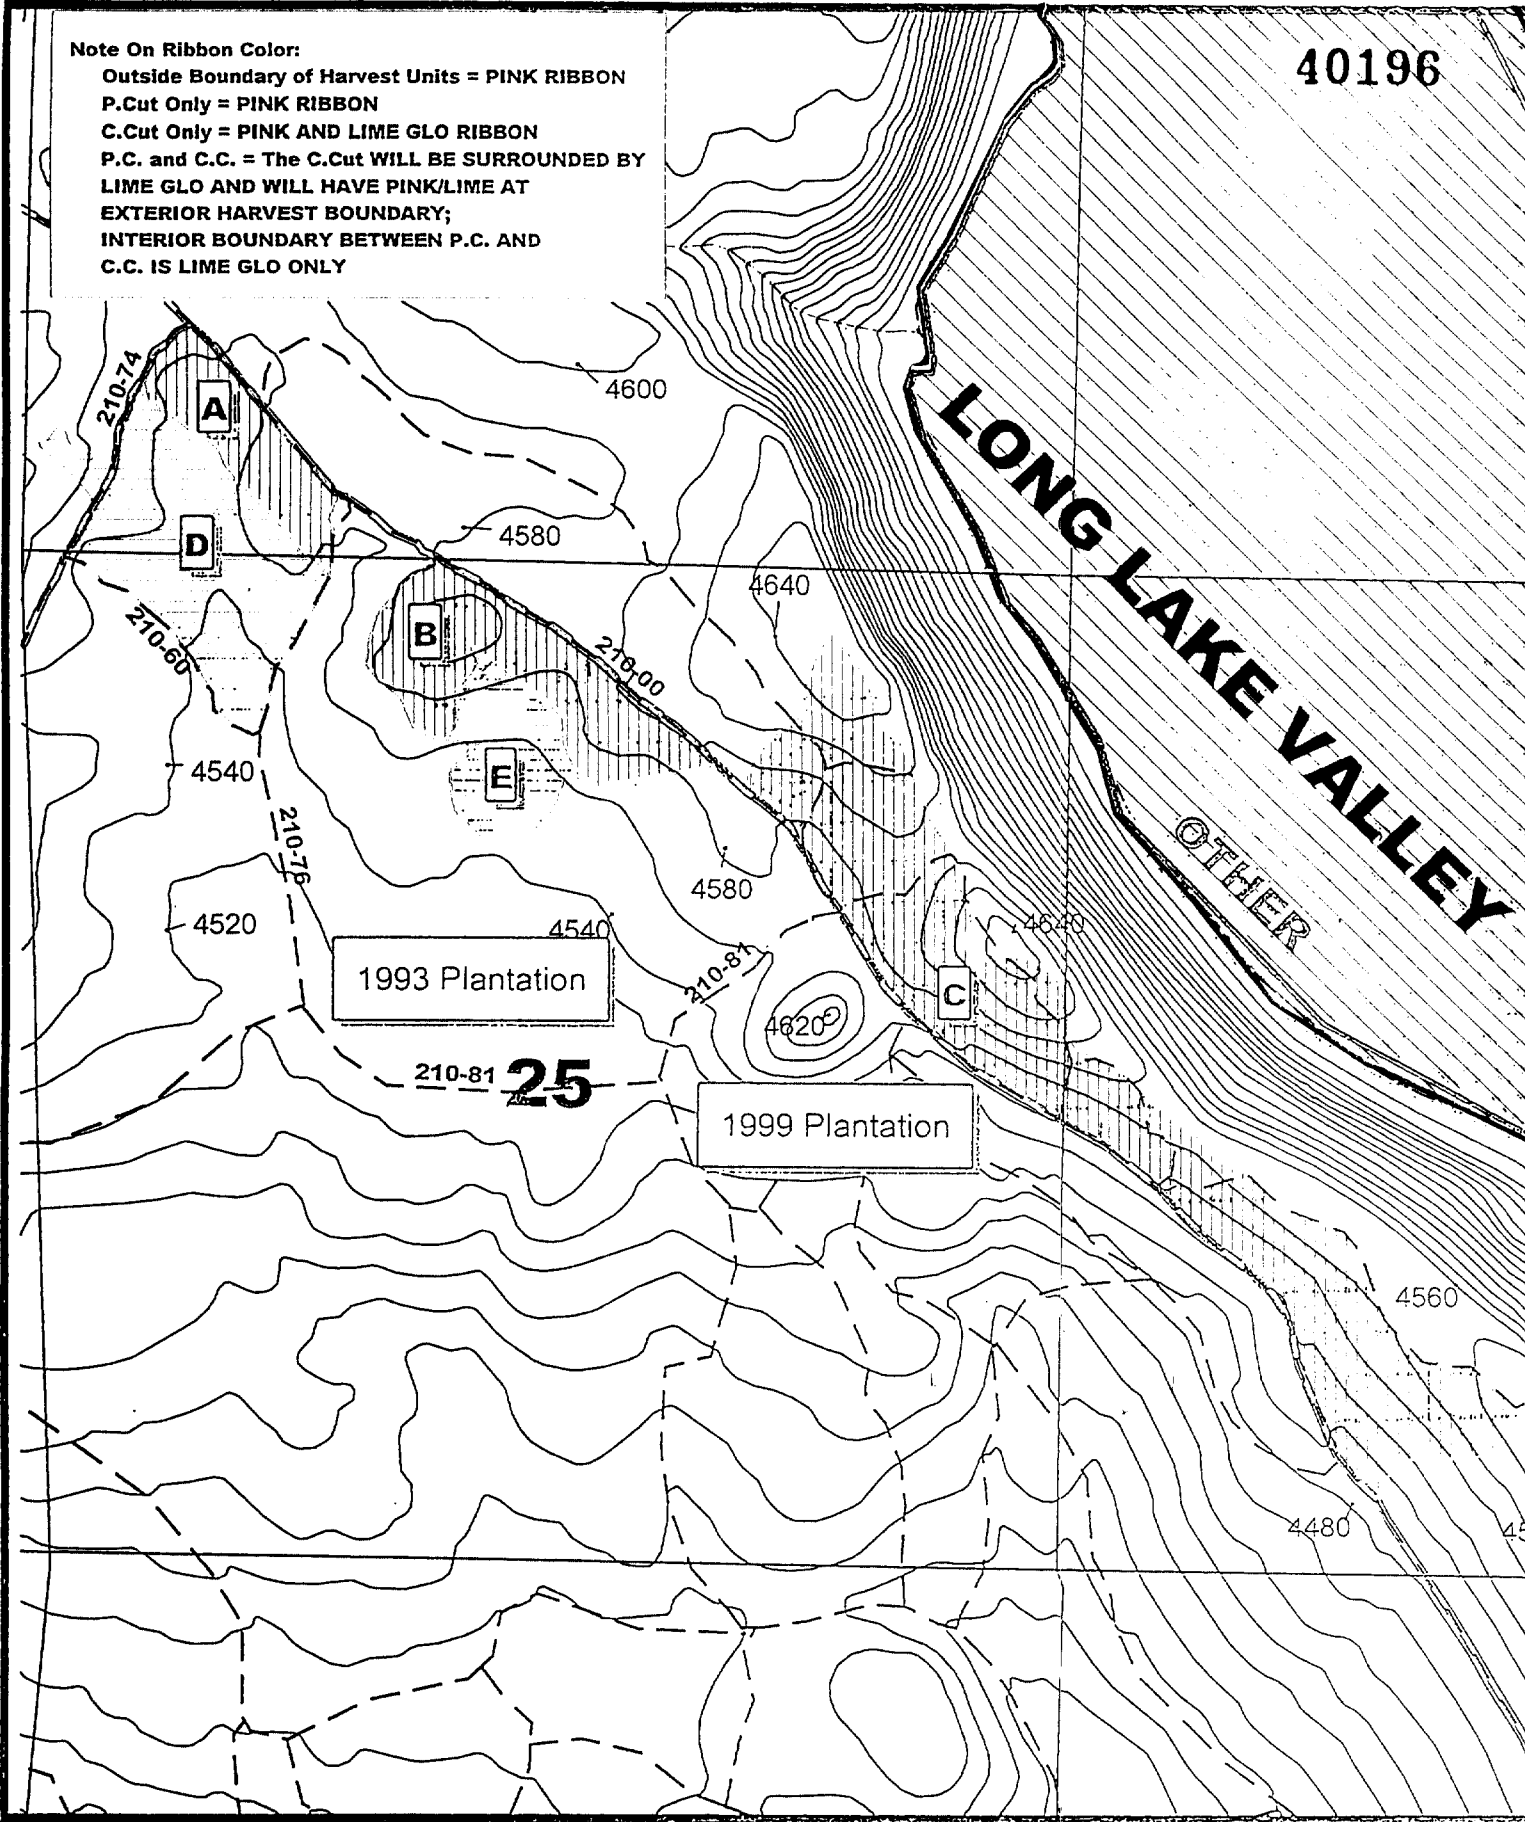 Note On Ribbon Color:
Outside Boundary of Harvest Units = PINK RIBBON
P.Cut Only = PINK RIBBON
C.Cut Only = PINK AND LIME GLO RIBBON
P.C. and C.C. = The C.Cut WILL BE SURROUNDED BY
LIME GLO AND WILL HAVE PINK/LIME AT
EXTERIOR HARVEST BOUNDARY;
INTERIOR BOUNDARY BETWEEN P.C. AND
C.C. IS LIME GLO ONLY
40196
210-74
A
4600
LONG LAKE VALLEY
D
4580
4640
210-60
B
210-00
4540
E
210-76
OTHER
4580
4520
4540
4640
1993 Plantation
210-81
C
4620
210-81
25
1999 Plantation
4560
4480